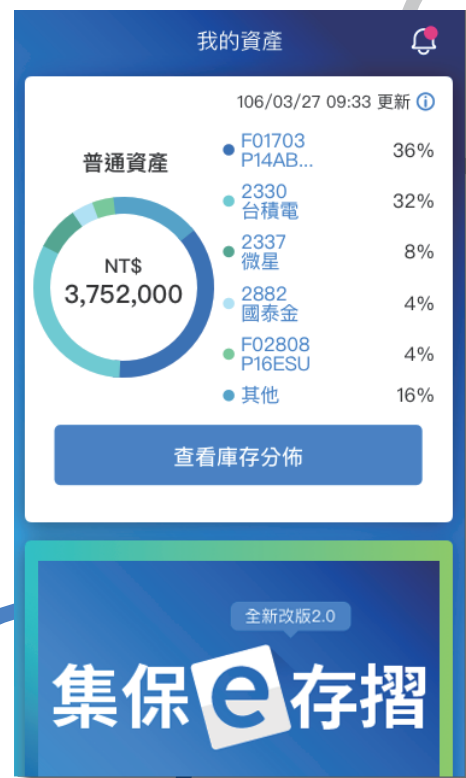 我的資產
106/03/27 09:33 更新
普通資產
NT$
3,752,000
F01703
P14AB...
36%
2330
台積電
32%
2337
微星
8%
2882
國泰金
4%
F02808
P16ESU
4%
其他
16%
查看庫存分佈
全新改版2.0
集保e存摺